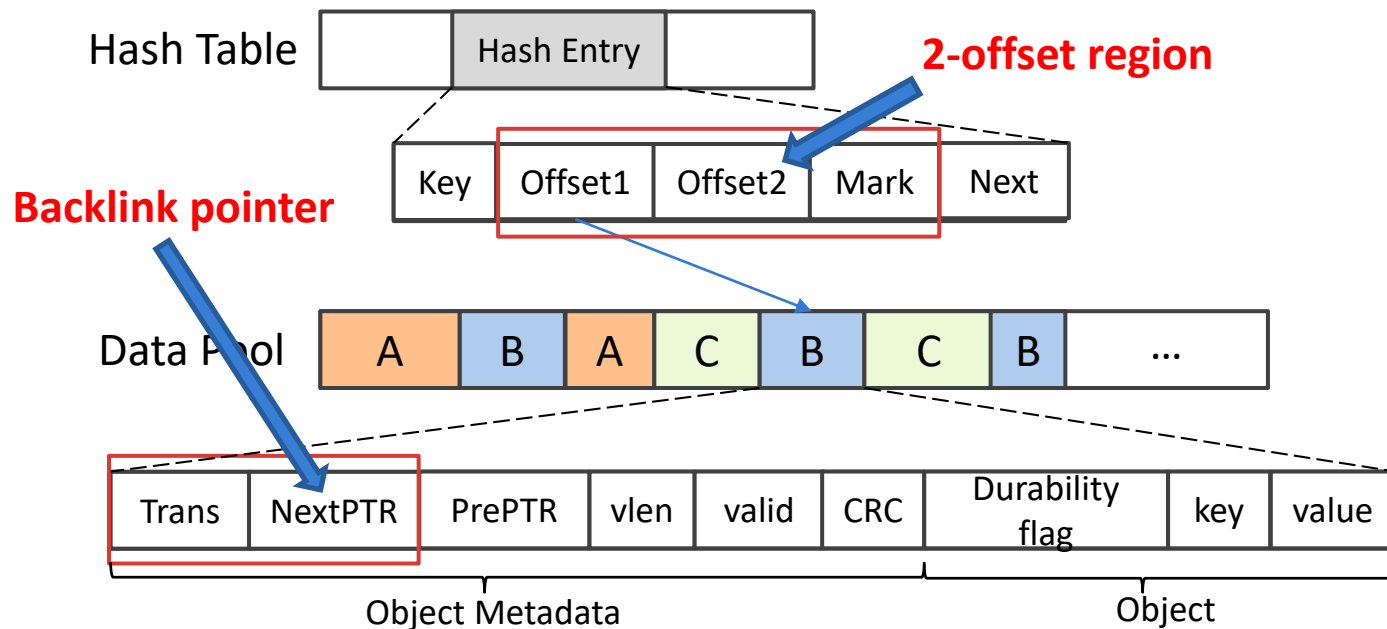 Hash Table
Hash Entry
2-offset region
Key Offset1 Offset2 Mark Next
Backlink pointer
Data Pool
A B A C B C B ...
Trans NextPTR PrePTR vlen valid CRC Durability flag key value
Object Metadata
Object